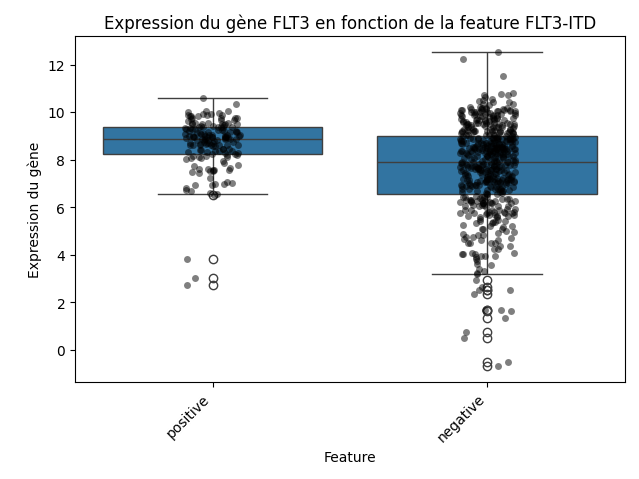 Expression du gène FLT3 en fonction de la feature FLT3-ITD
Expression du gène
12
10
8
6
4
2
0
positive
negative
Feature